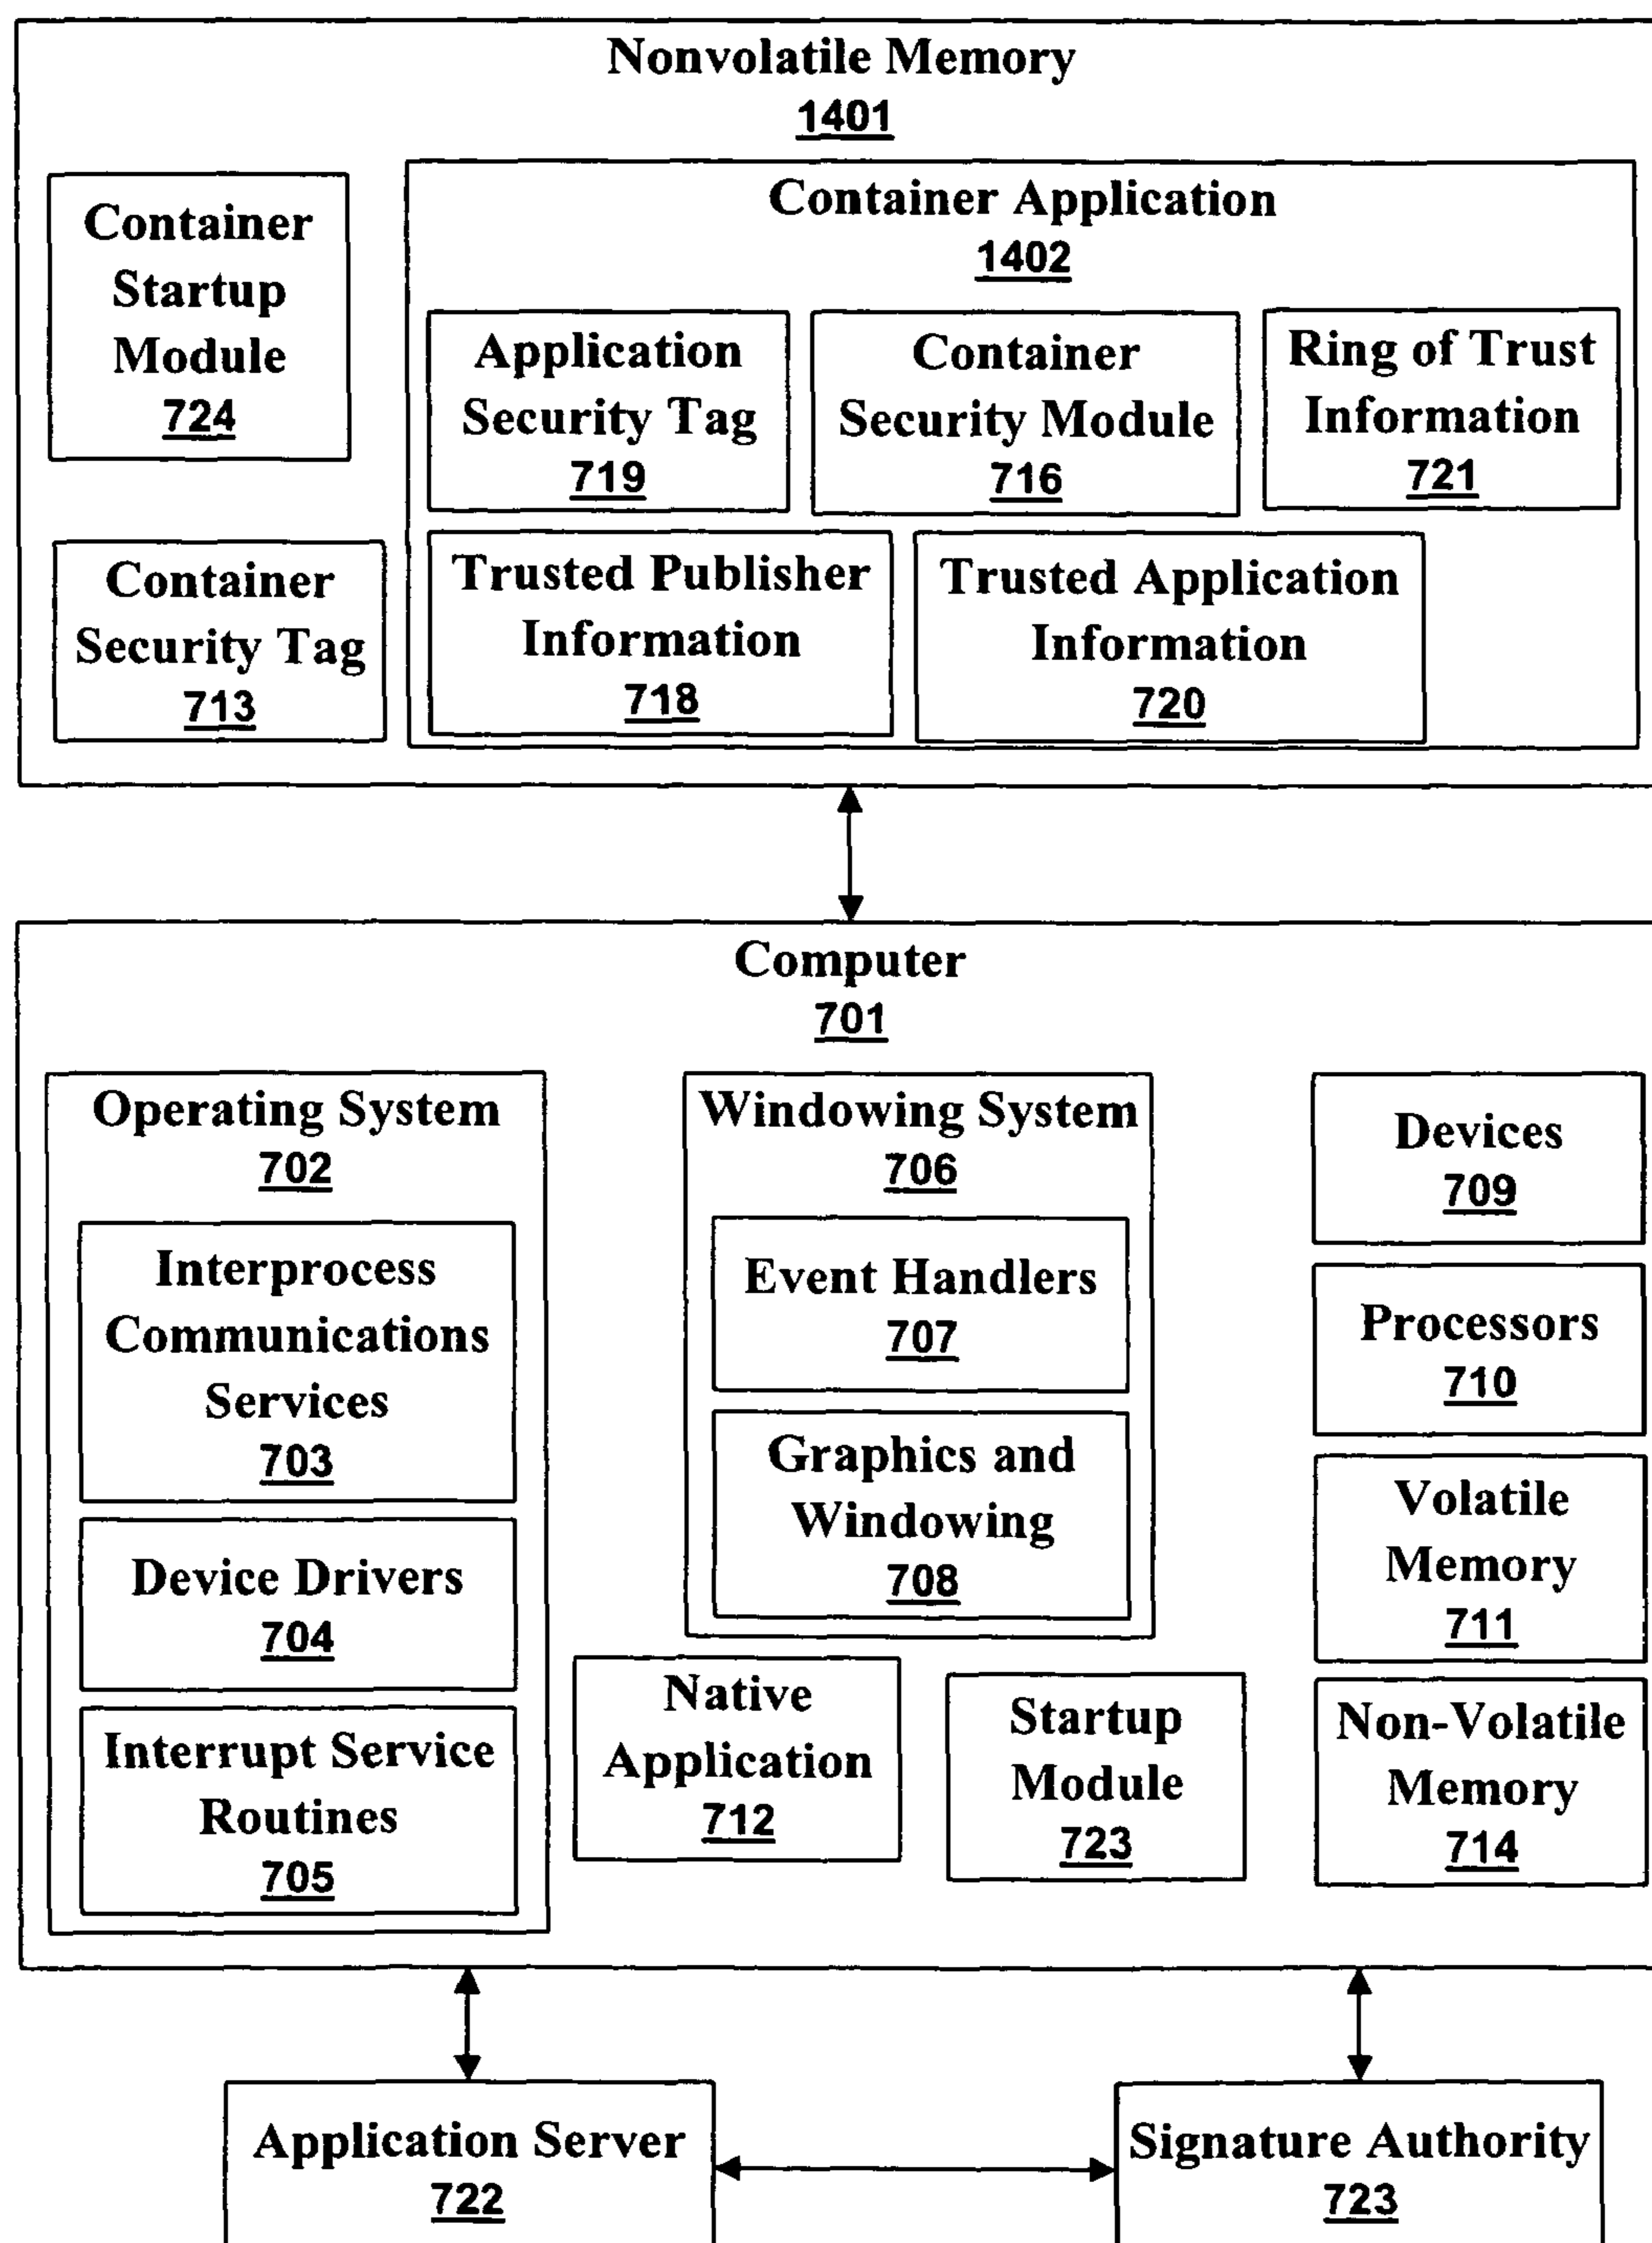 Nonvolatile Memory
1401
Container
Startup
Module
724
Container
Security Tag
713
Container Application
1402
Application
Security Tag
719
Container
Security Module
716
Ring of Trust
Information
721
Trusted Publisher
Information
718
Trusted Application
Information
720
Computer
701
Operating System
702
Interprocess
Communications
Services
703
Device Drivers
704
Interrupt Service
Routines
705
Windowing System
706
Event Handlers
707
Graphics and
Windowing
708
Native
Application
712
Startup
Module
723
Devices
709
Processors
710
Volatile
Memory
711
Non-Volatile
Memory
714
Application Server
722
Signature Authority
723